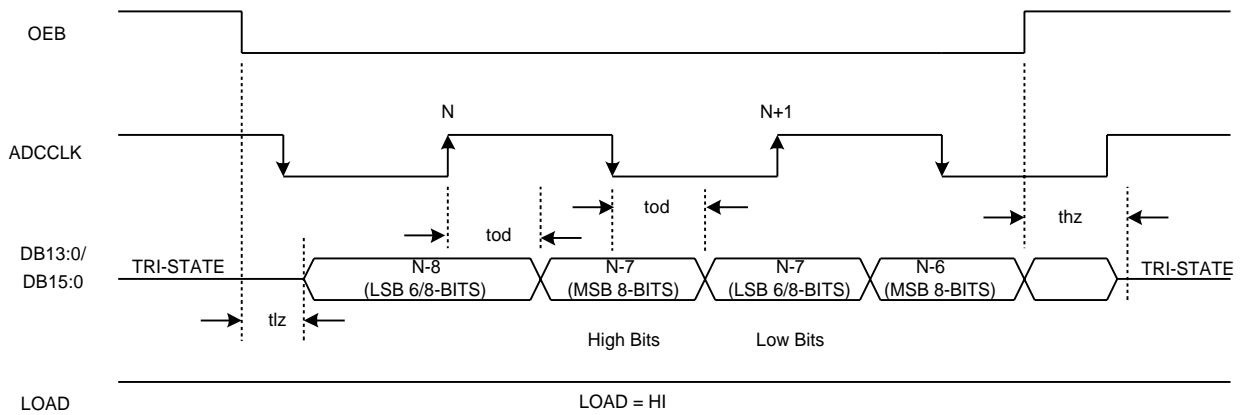 OEB
N
N+1
ADCCLK
tod
tod
thz
DB13:0/
DB15:0
TRI-STATE
N-8
(LSB 6/8-BITS)
N-7
(MSB 8-BITS)
N-7
(LSB 6/8-BITS)
N-6
(MSB 8-BITS)
TRI-STATE
tlz
High Bits
Low Bits
LOAD
LOAD = HI